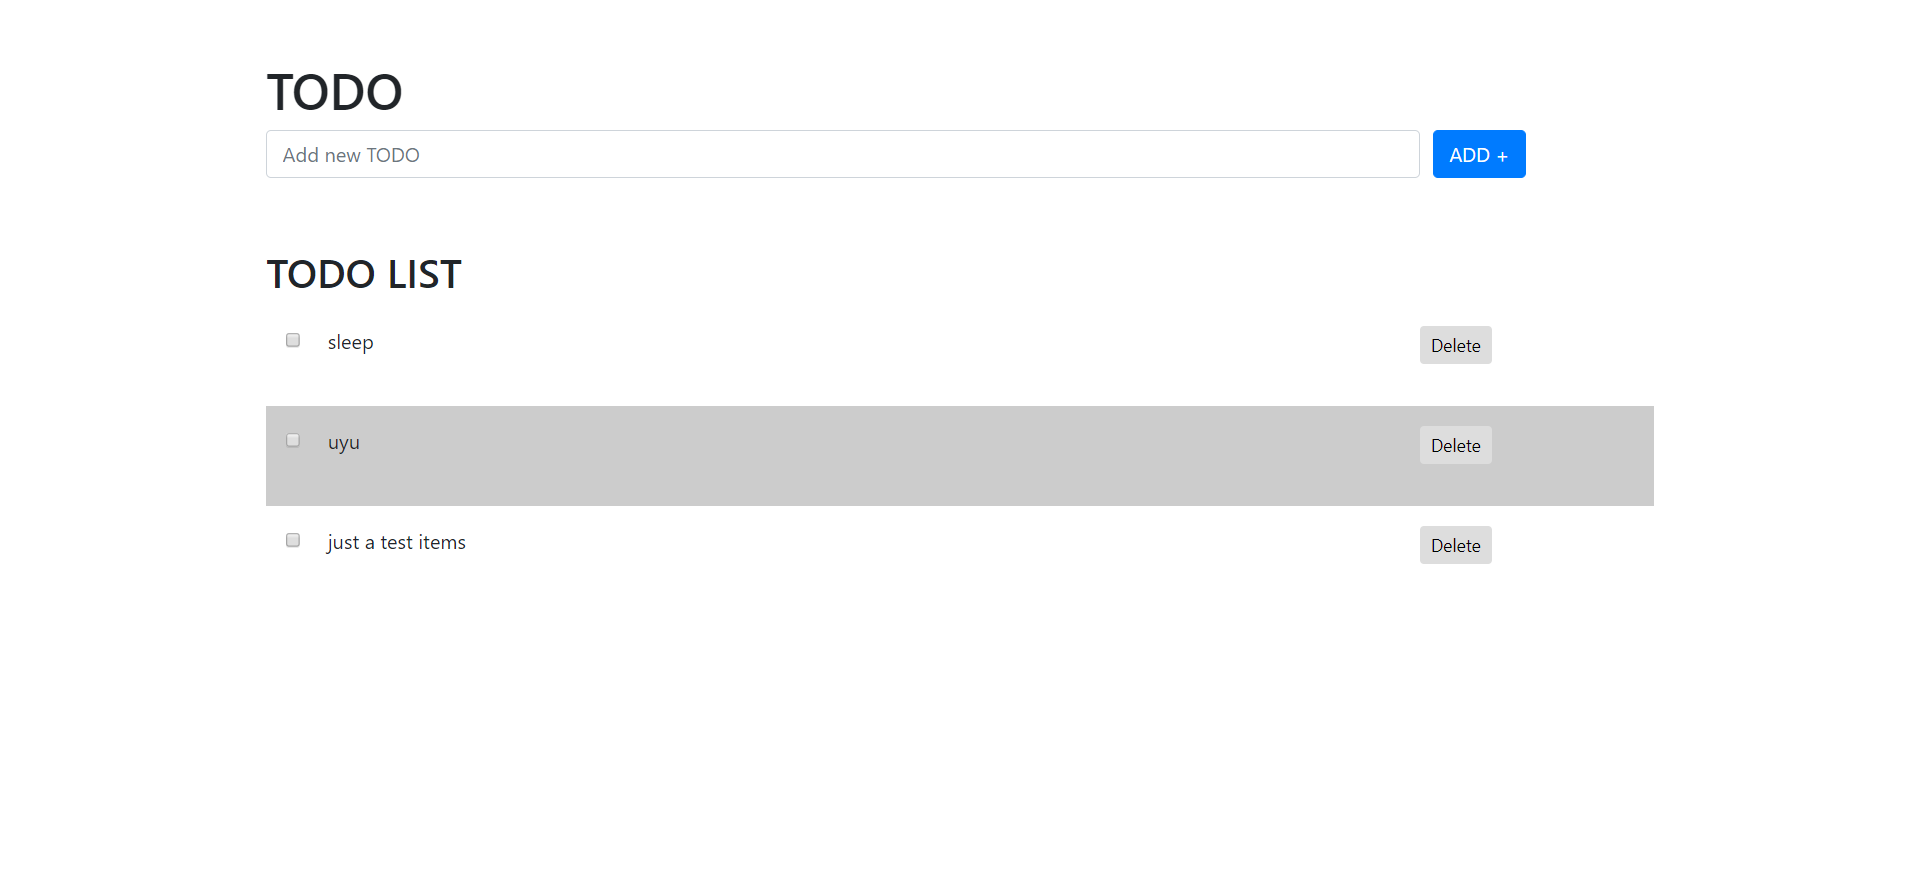 TODO
Add new TODO
ADD +
TODO LIST
sleep
Delete
uyu
Delete
just a test items
Delete